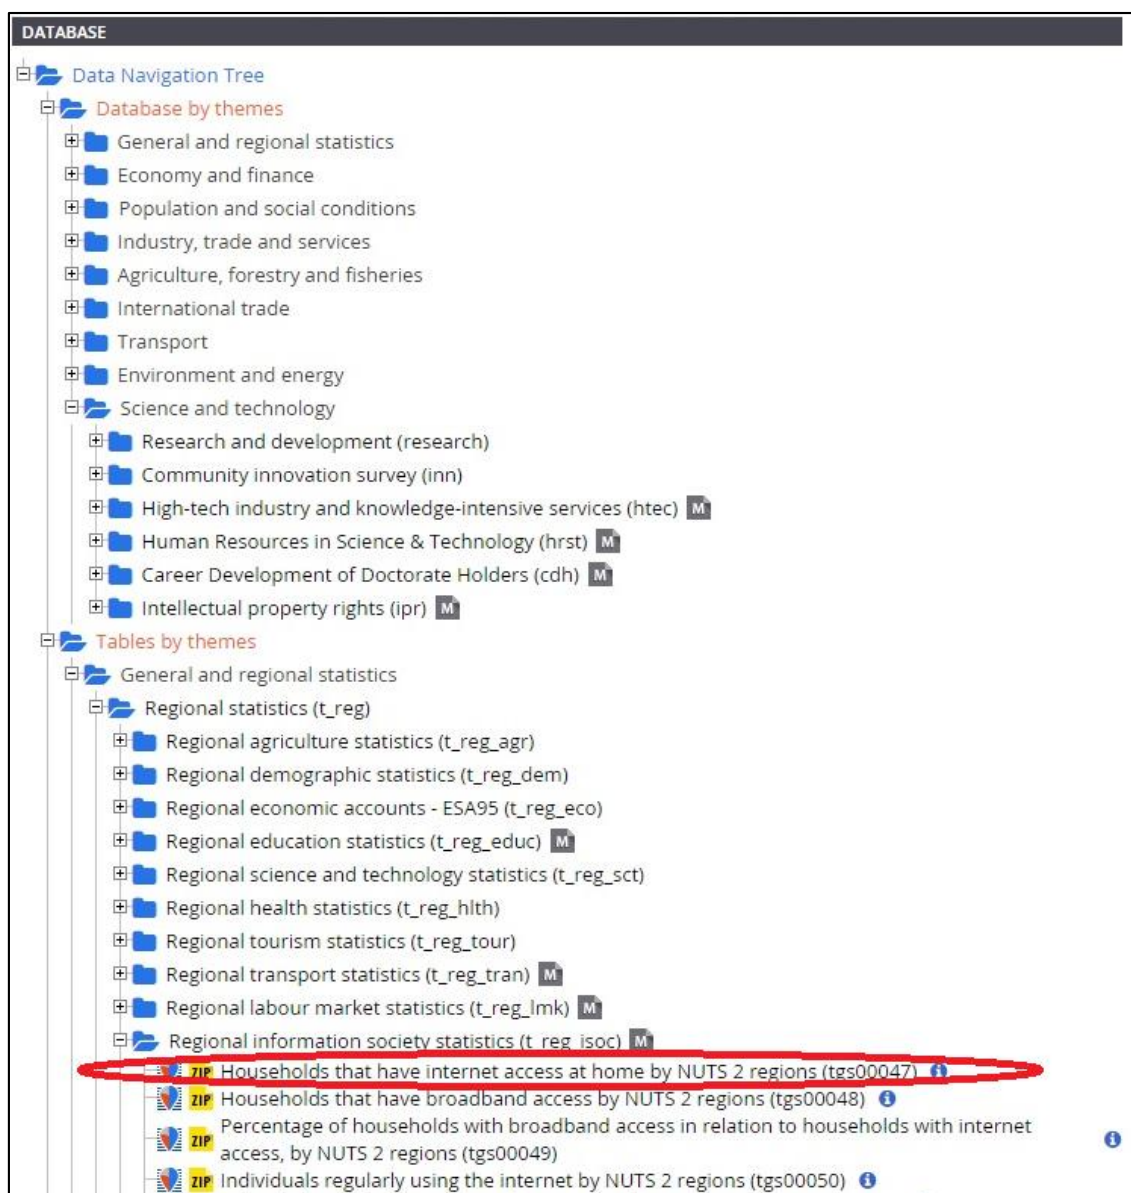 DATABASE
Data Navigation Tree
Database by themes
General and regional statistics
Economy and finance
Population and social conditions
Industry, trade and services
Agriculture, forestry and fisheries
International trade
Transport
Environment and energy
Science and technology
Research and development (research)
Community innovation survey (inn)
High-tech industry and knowledge-intensive services (htec) M
Human Resources in Science & Technology (hrst) M
Career Development of Doctorate Holders (cdh) M
Intellectual property rights (ipr) M
Tables by themes
General and regional statistics
Regional statistics (t_reg)
Regional agriculture statistics (t_reg_agr)
Regional demographic statistics (t_reg_dem)
Regional economic accounts - ESA95 (t_reg_eco)
Regional education statistics (t_reg_educ) M
Regional science and technology statistics (t_reg_sct)
Regional health statistics (t_reg_hlth)
Regional tourism statistics (t_reg_tour)
Regional transport statistics (t_reg_tran) M
Regional labour market statistics (t_reg_lmk) M
Regional information society statistics (t_reg_isoc) M
ZIP Households that have internet access at home by NUTS 2 regions (tgs00047) i
ZIP Households that have broadband access by NUTS 2 regions (tgs00048) i
ZIP Percentage of households with broadband access in relation to households with internet
access, by NUTS 2 regions (tgs00049) i
ZIP Individuals regularly using the internet by NUTS 2 regions (tgs00050) i